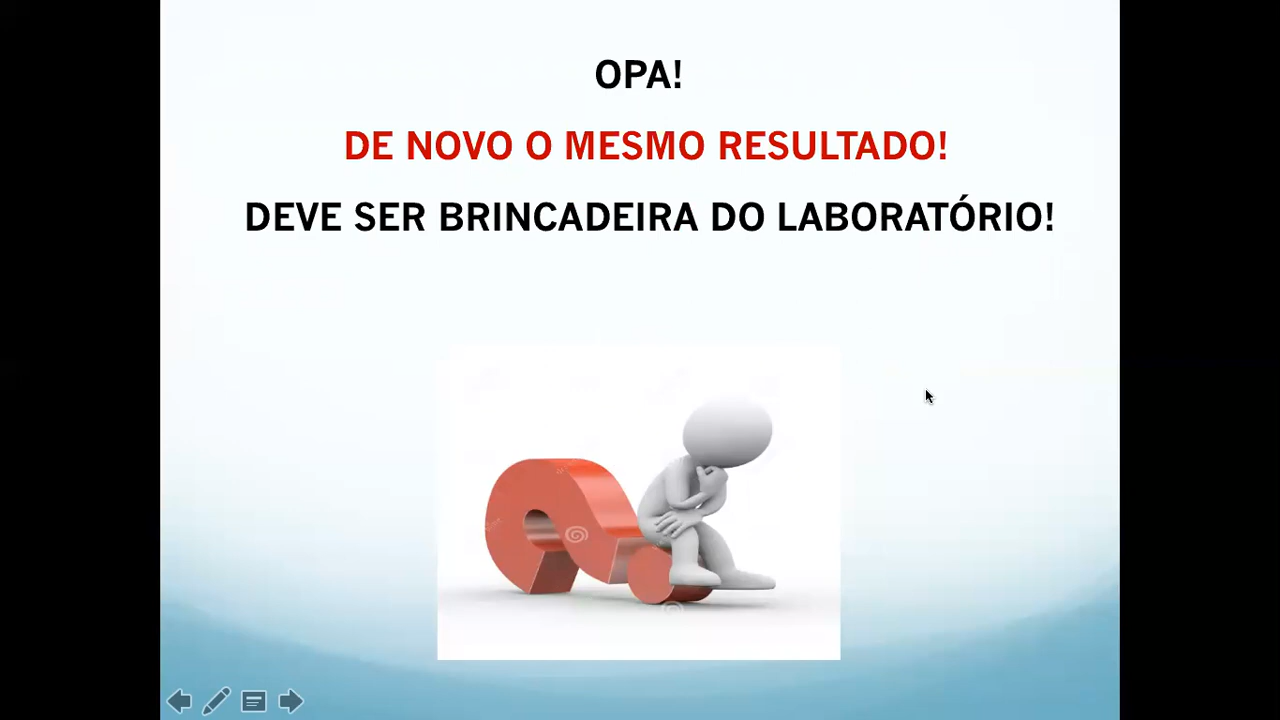 OPA!
DE NOVO O MESMO RESULTADO!
DEVE SER BRINCADEIRA DO LABORATÓRIO!